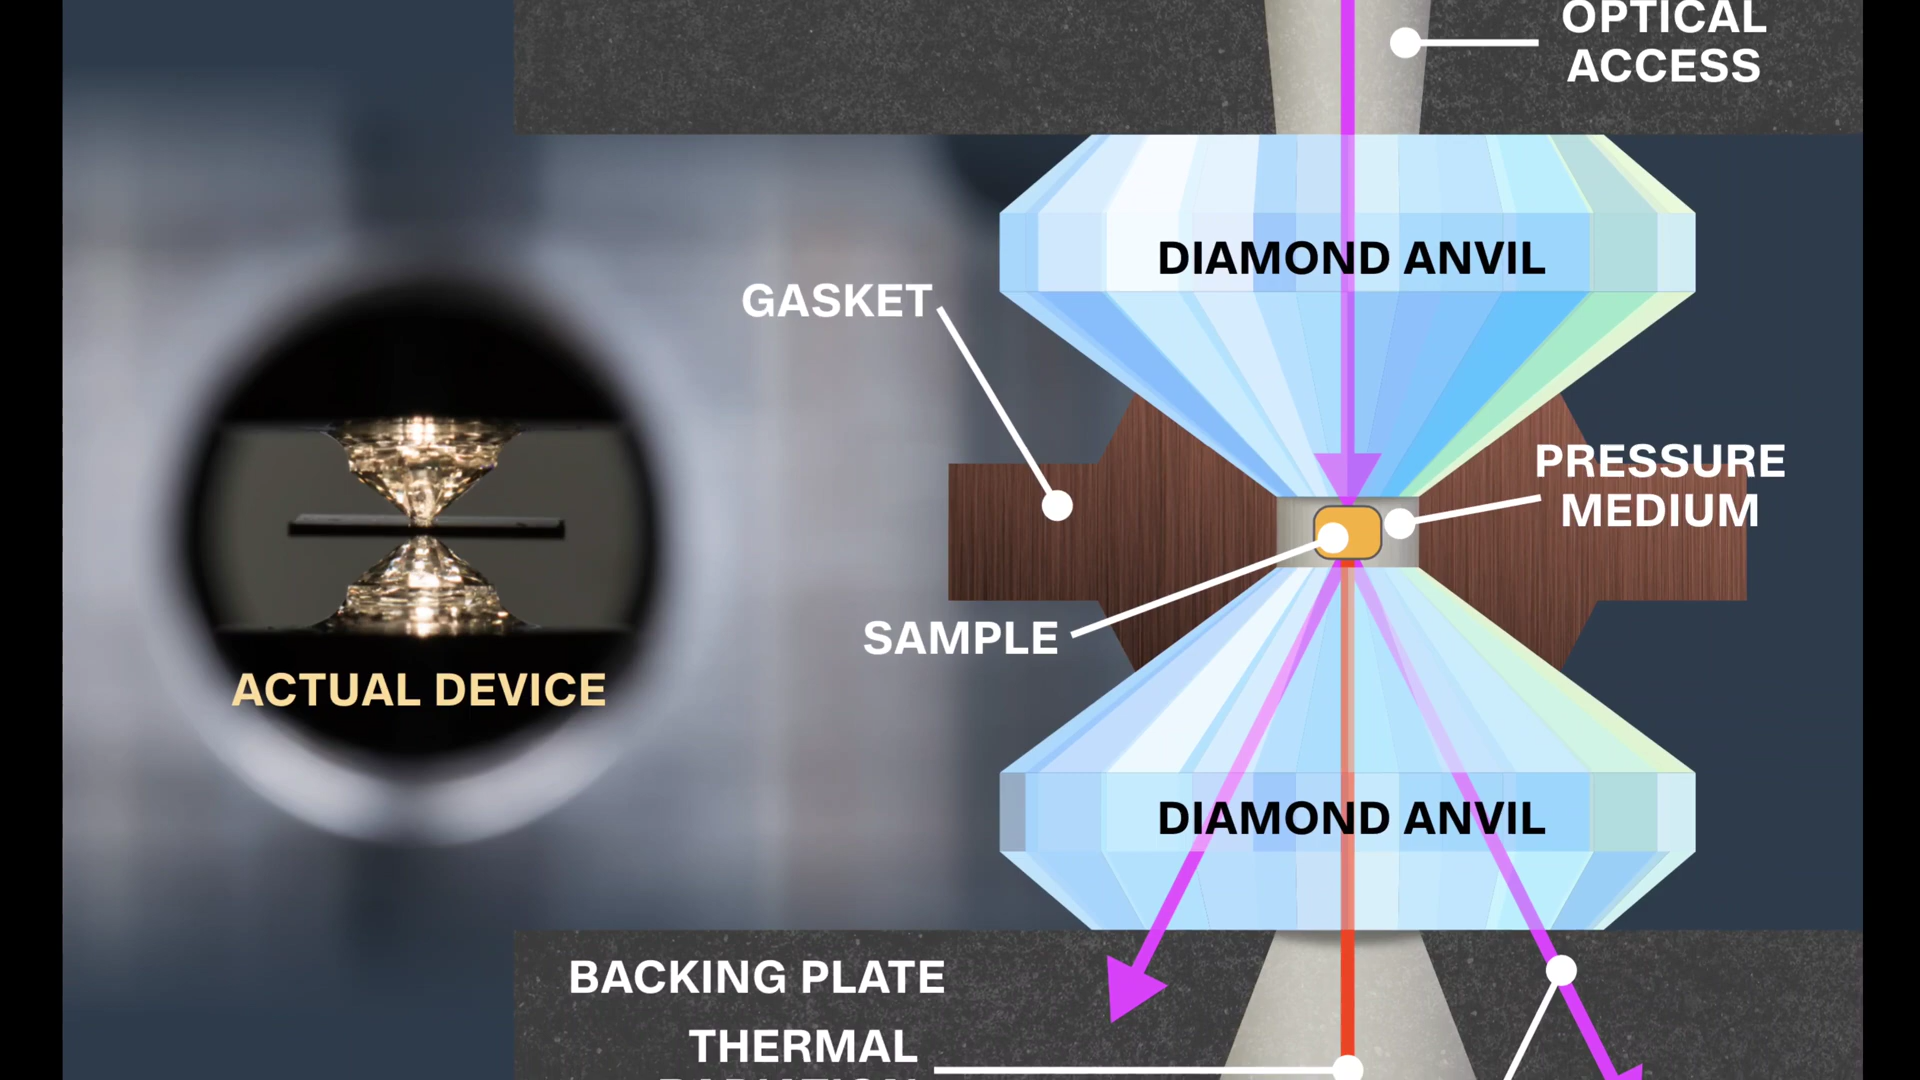 OPTICAL
ACCESS
DIAMOND ANVIL
GASKET
PRESSURE
MEDIUM
SAMPLE
ACTUAL DEVICE
DIAMOND ANVIL
BACKING PLATE
THERMAL